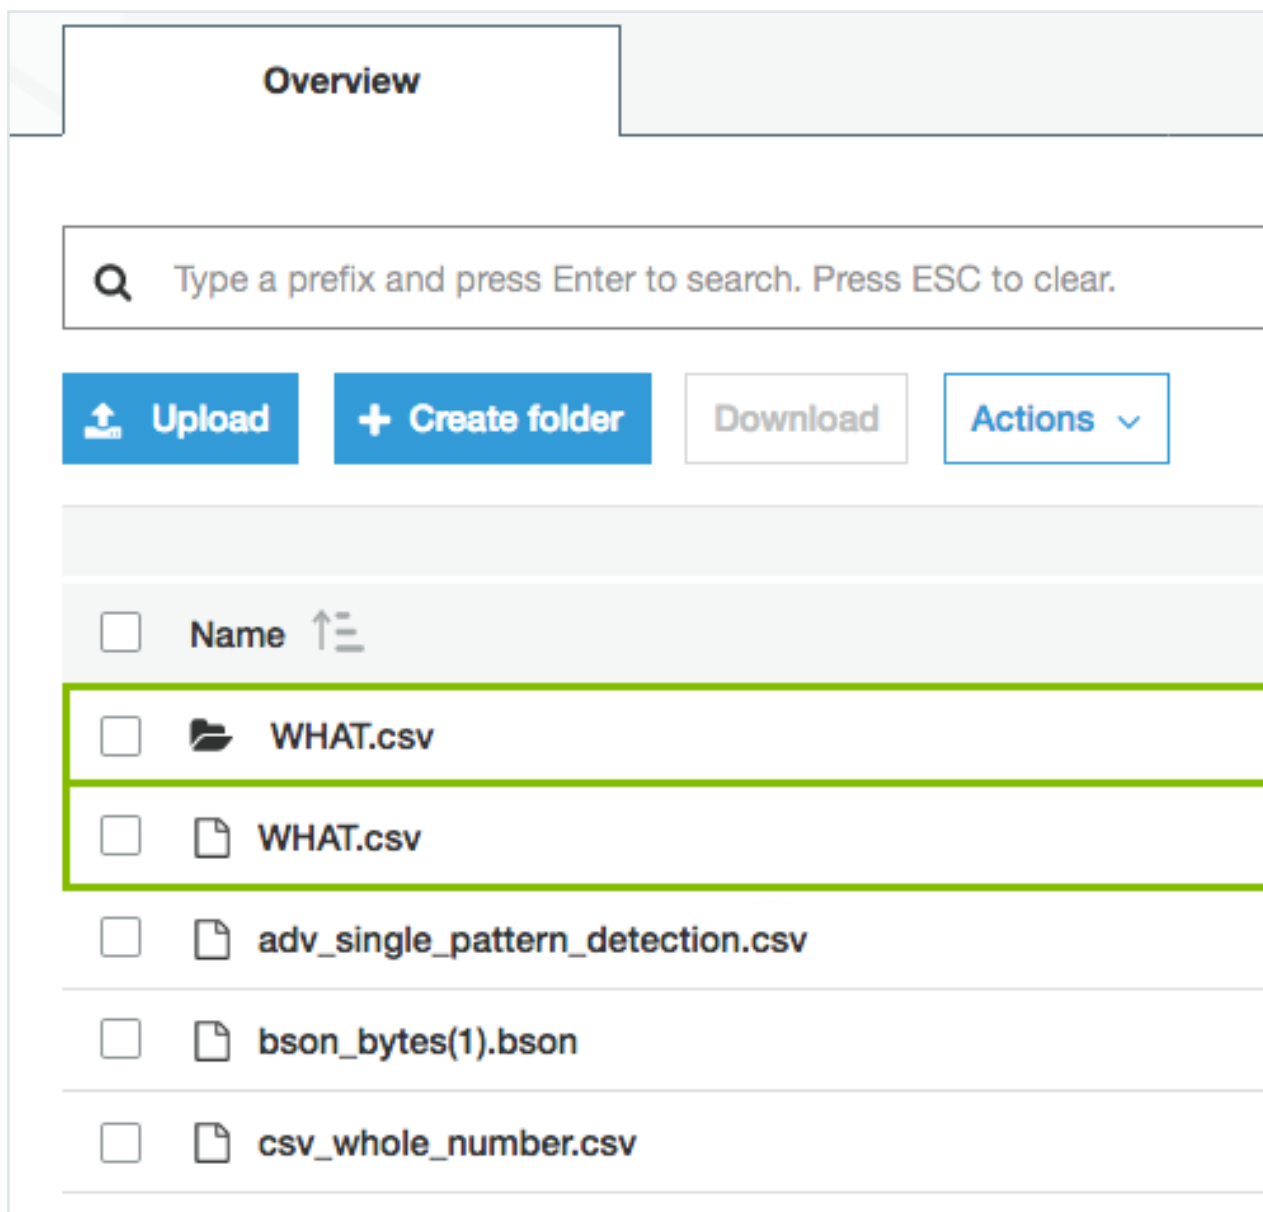 Overview
Type a prefix and press Enter to search. Press ESC to clear.
Upload
Create folder
Download
Actions
Name
WHAT.csv
WHAT.csv
adv_single_pattern_detection.csv
bson_bytes(1).bson
csv_whole_number.csv